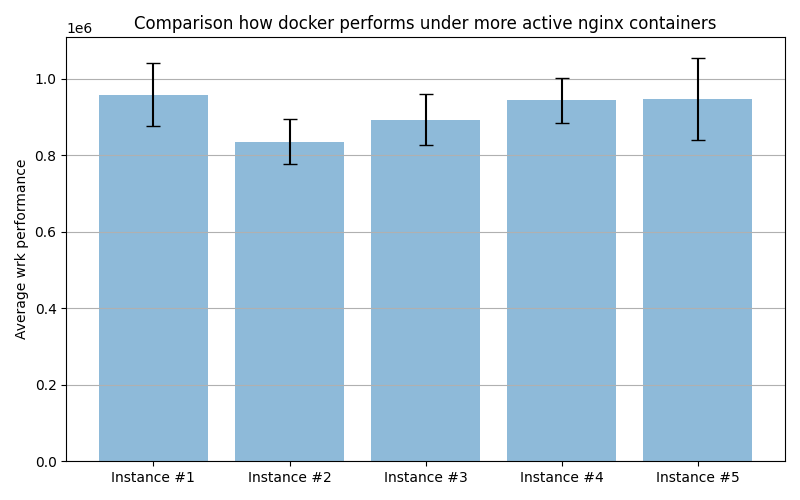 Comparison how docker performs under more active nginx containers
1e6
1.0
0.8
0.6
0.4
0.2
0.0
Average wrk performance
Instance #1 Instance #2 Instance #3 Instance #4 Instance #5